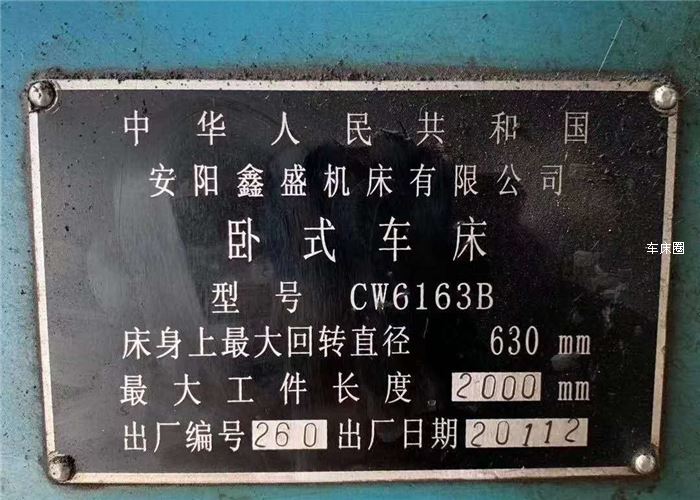 中华人民共和国
安阳鑫盛机床有限公司
卧式车床
型号 CW6163B
床身上最大回转直径 630 mm
最大工件长度 2000 mm
出厂编号 260 出厂日期 20112
车床圈